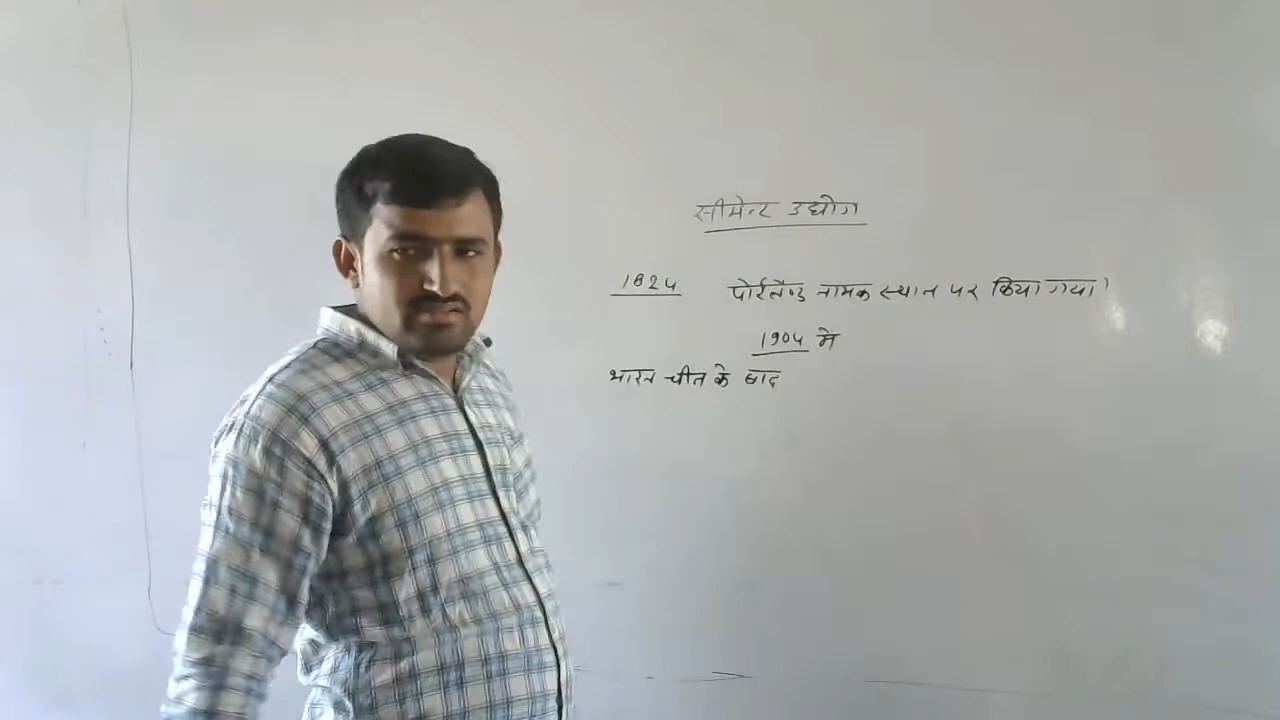 सीमेन्ट उद्योग
1824 पोर्टलैण्ड नामक स्थान पर किया गया।
1904 में
भारत चीन के बाद